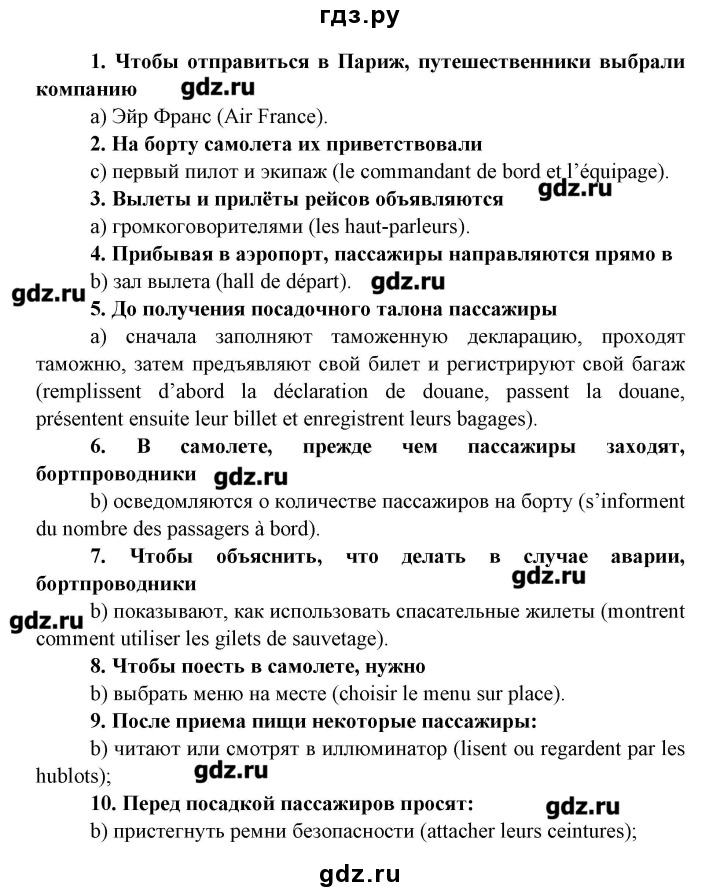 гдз.ру
1. Чтобы отправиться в Париж, путешественники выбрали
компанию gdz.ru
a) Эйр Франс (Air France).
2. На борту самолета их приветствовали
c) первый пилот и экипаж (le commandant de bord et l’équipage).
gdz.ru
3. Вылеты и прилёты рейсов объявляются
a) громкоговорителями (les haut-parleurs).
4. Прибывая в аэропорт, пассажиры направляются прямо в
gdz.ru b) зал вылета (hall de départ). gdz.ru
5. До получения посадочного талона пассажиры
a) сначала заполняют таможенную декларацию, проходят
таможню, затем предъявляют свой билет и регистрируют свой багаж
(remplissent d’abord la déclaration de douane, passent la douane,
présentent ensuite leur billet et enregistrent leurs bagages).
6. В самолете, прежде чем пассажиры заходят,
бортпроводники gdz.ru
b) осведомляются о количестве пассажиров на борту (s’informent
du nombre des passagers à bord).
7. Чтобы объяснить, что делать в случае аварии,
бортпроводники gdz.ru
gdz.ru b) показывают, как использовать спасательные жилеты (montrent
comment utiliser les gilets de sauvetage).
8. Чтобы поесть в самолете, нужно
b) выбрать меню на месте (choisir le menu sur place).
9. После приема пищи некоторые пассажиры:
b) читают или смотрят в иллюминатор (lisent ou regardent par les
hublots); gdz.ru
10. Перед посадкой пассажиров просят: gdz.ru
b) пристегнуть ремни безопасности (attacher leurs ceintures);
gdz.ru